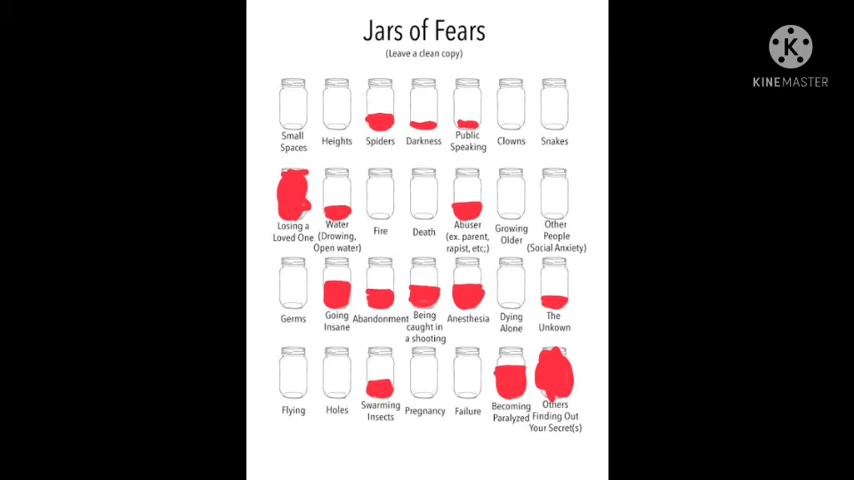 Jars of Fears
(Leave a clean copy)
K
KINEMASTER
Small
Spaces
Heights
Spiders
Darkness
Public
Speaking
Clowns
Snakes
Losing a
Loved One
Water
(Drowing,
Open water)
Fire
Death
Abuser
(ex. parent,
rapist, etc;)
Growing
Older
Other
People
(Social Anxiety)
Germs
Going
Insane
Abandonment
Being
caught in
a shooting
Anesthesia
Dying
Alone
The
Unkown
Flying
Holes
Swarming
Insects
Pregnancy
Failure
Becoming
Paralyzed
Others
Finding Out
Your Secret(s)